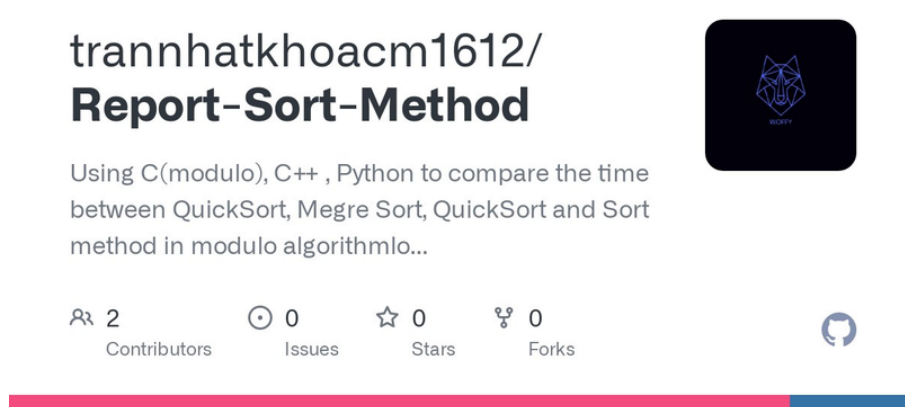 trannhatkhoacm1612/
Report-Sort-Method
WOFFY
Using C(modulo), C++ , Python to compare the time
between QuickSort, Megre Sort, QuickSort and Sort
method in modulo algorithmlo...
2
Contributors
0
Issues
0
Stars
0
Forks